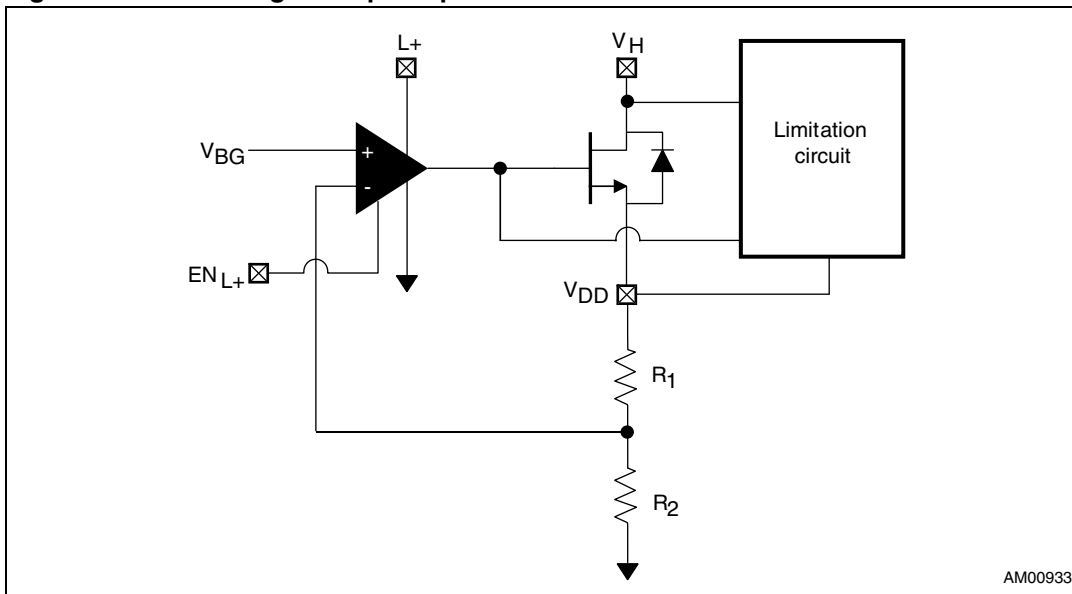 L+
VH
Limitation
circuit
VBG
+
-
ENL+
VDD
R1
R2
AM00933